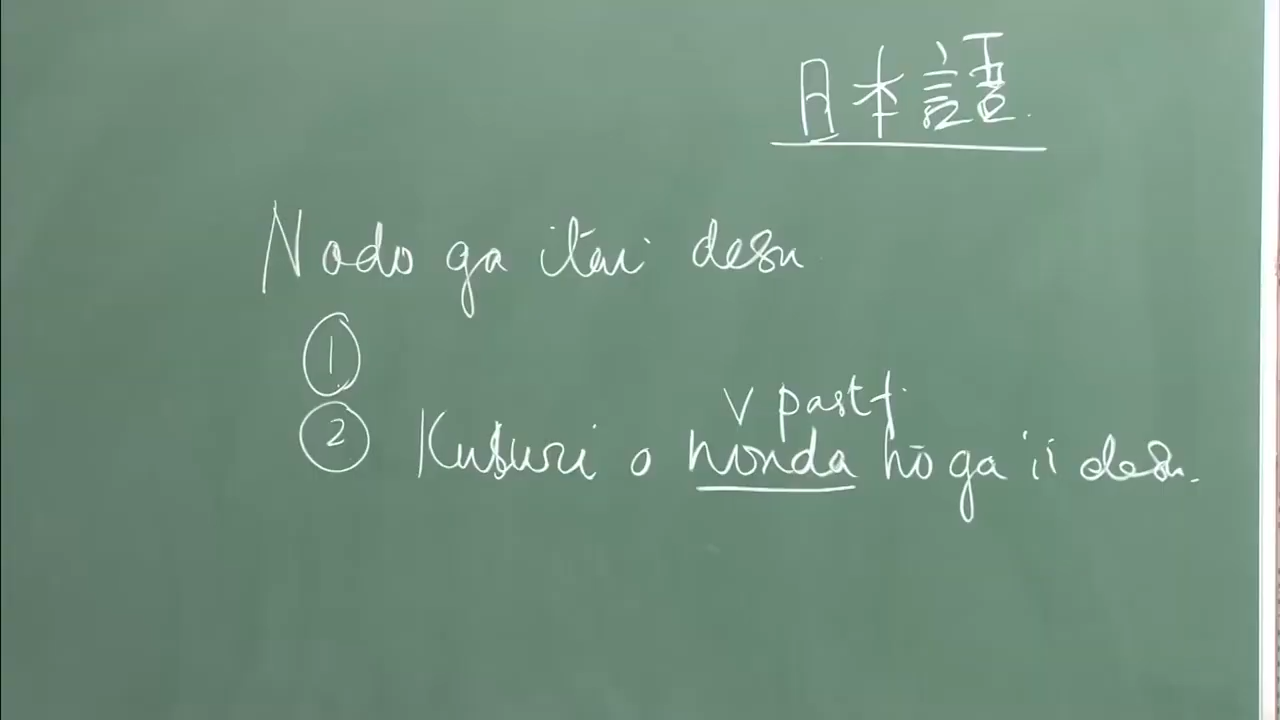 日本語
Nodo ga itai desu
①
V past f.
② Kusuri o nonda hō ga ii desu.